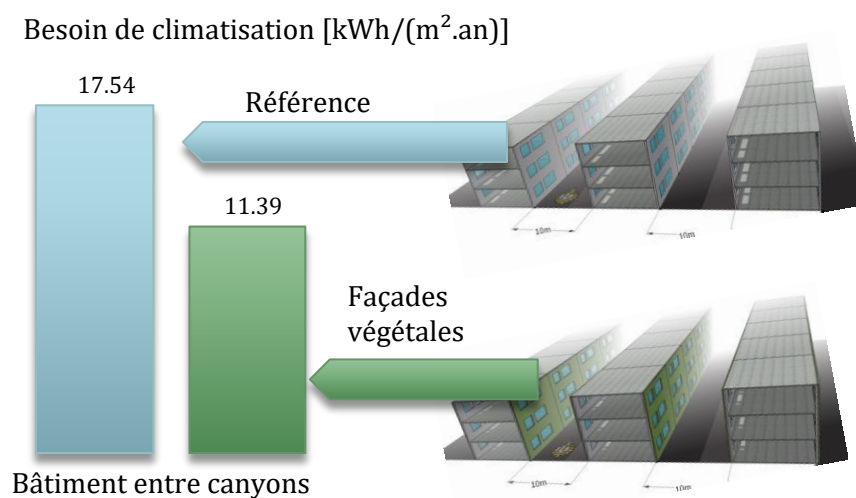 Besoin de climatisation [kWh/(m².an)]
17.54
Référence
11.39
10m
10m
Façades
végétales
10m
10m
Bâtiment entre canyons